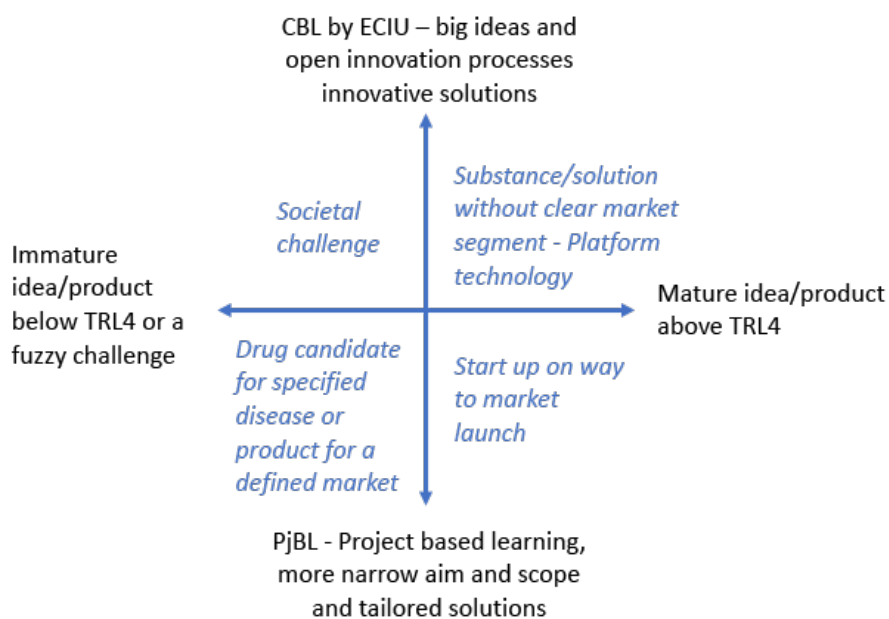 CBL by ECIU – big ideas and
open innovation processes
innovative solutions
Societal
challenge
Substance/solution
without clear market
segment - Platform
technology
Immature
idea/product
below TRL4 or a
fuzzy challenge
Mature idea/product
above TRL4
Drug candidate
for specified
disease or
product for a
defined market
Start up on way
to market
launch
PjBL - Project based learning,
more narrow aim and scope
and tailored solutions